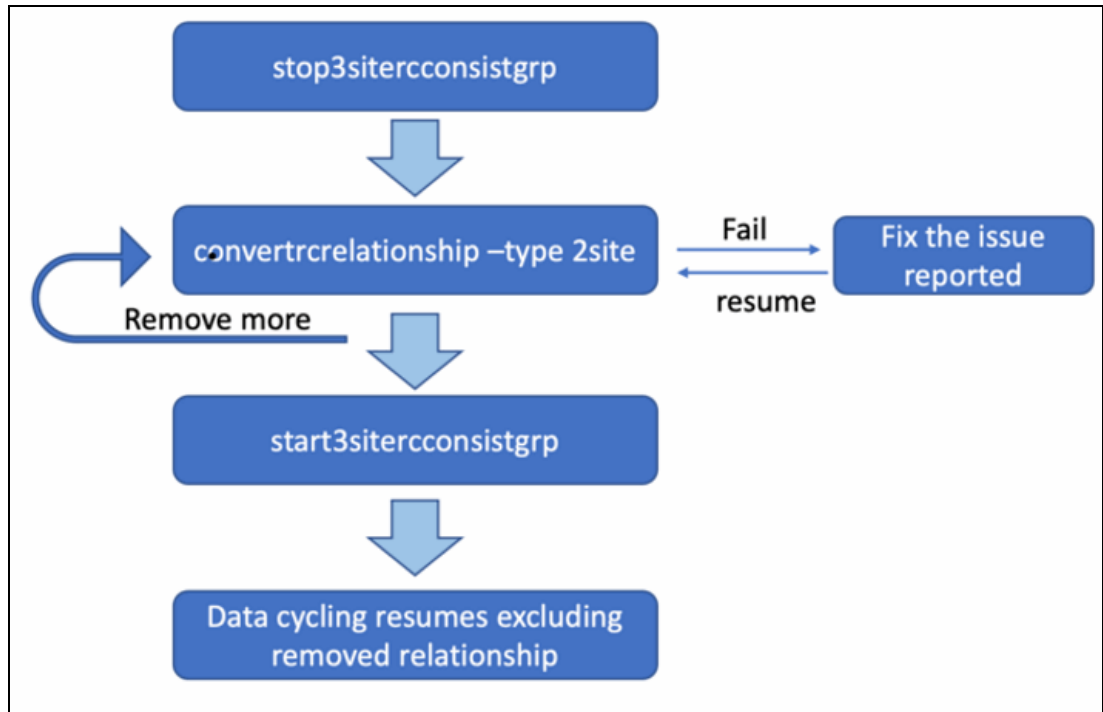 stop3sitercconsistgrp
convertrcrelationship –type 2site
Fail
resume
Fix the issue
reported
Remove more
start3sitercconsistgrp
Data cycling resumes excluding
removed relationship